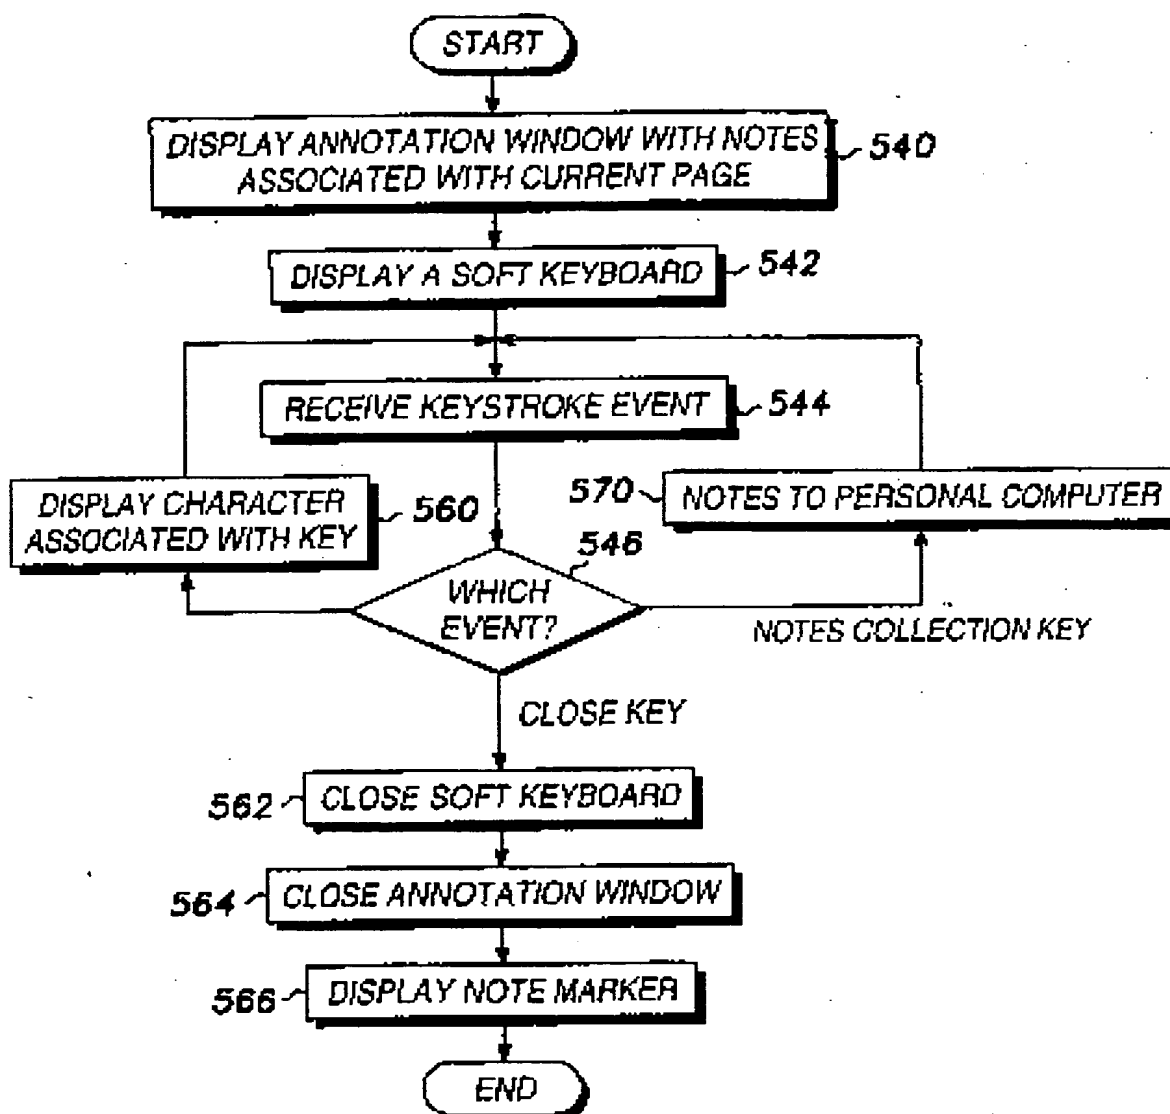 START
DISPLAY ANNOTATION WINDOW WITH NOTES
ASSOCIATED WITH CURRENT PAGE
540
DISPLAY A SOFT KEYBOARD
542
RECEIVE KEYSTROKE EVENT
544
DISPLAY CHARACTER
ASSOCIATED WITH KEY
560
570
NOTES TO PERSONAL COMPUTER
546
WHICH
EVENT?
NOTES COLLECTION KEY
CLOSE KEY
562
CLOSE SOFT KEYBOARD
564
CLOSE ANNOTATION WINDOW
566
DISPLAY NOTE MARKER
END